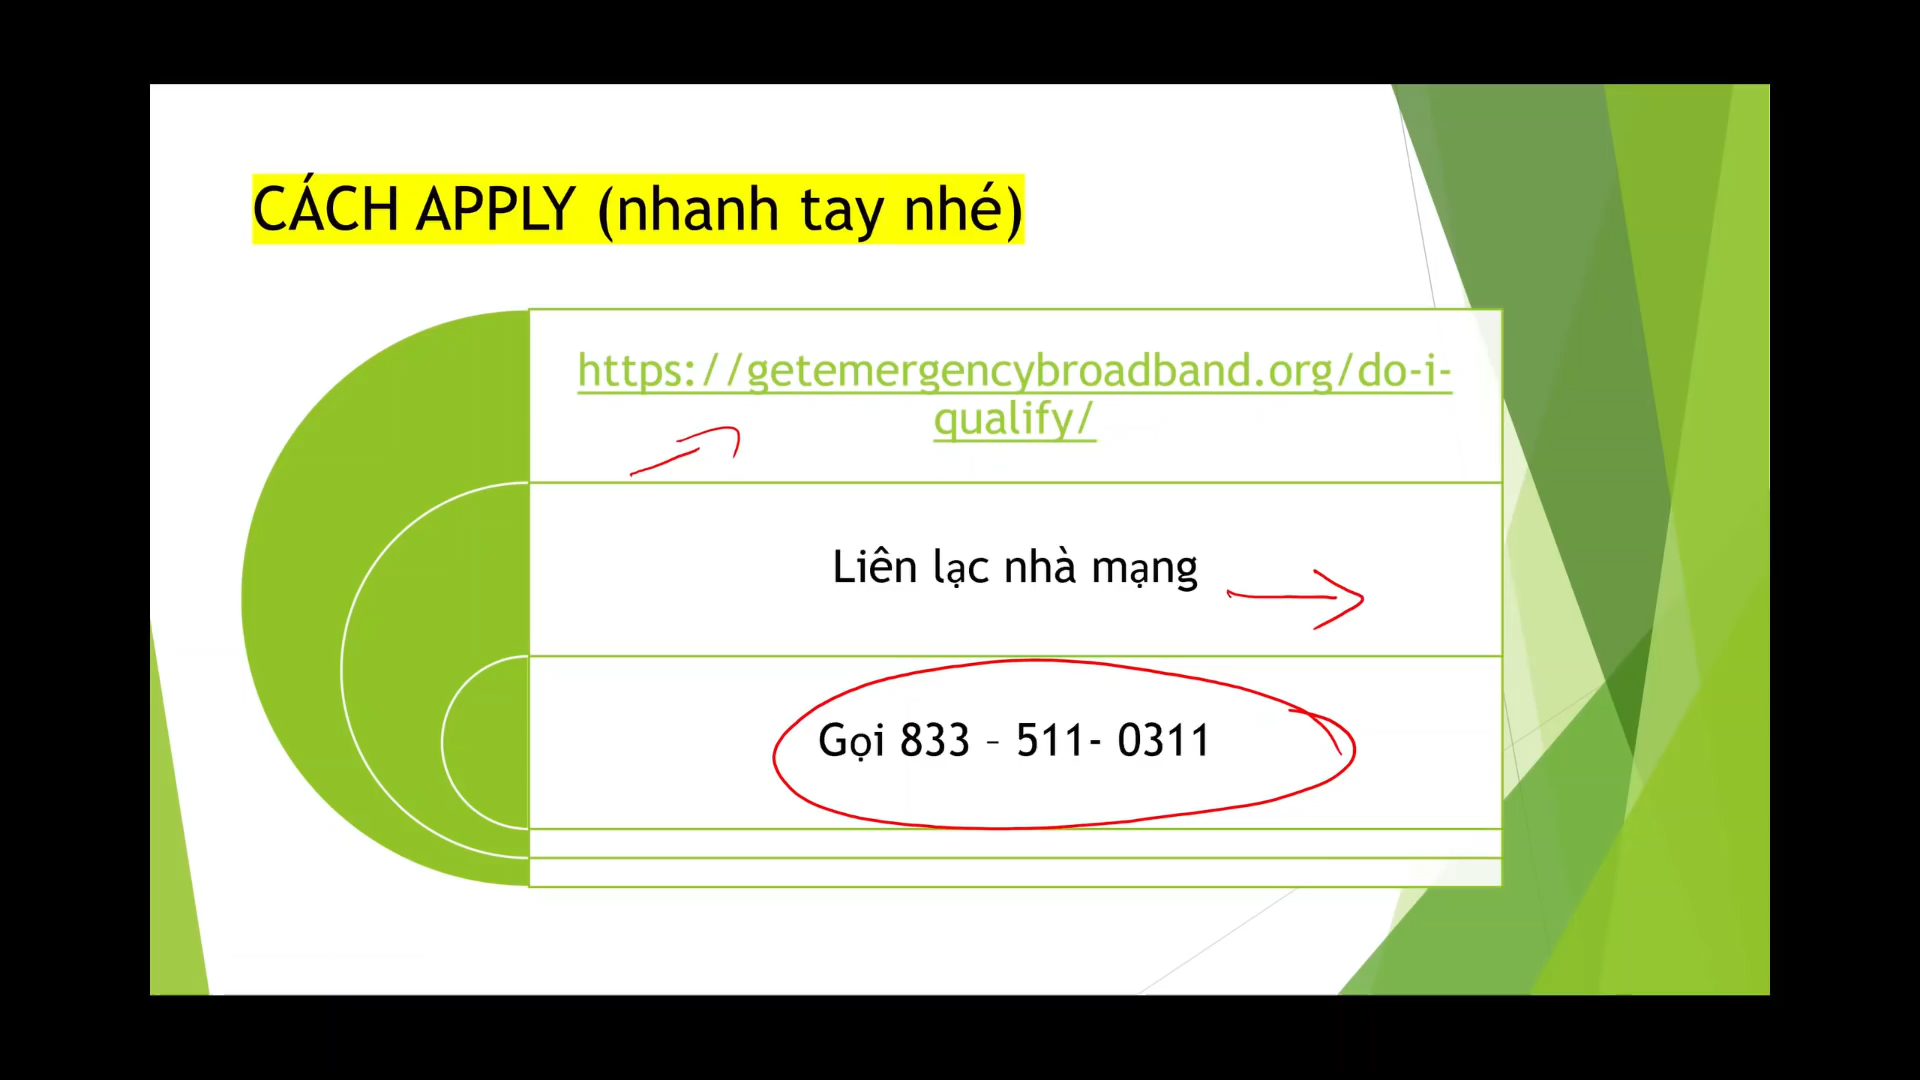 CÁCH APPLY (nhanh tay nhé)
https://getemergencybroadband.org/do-i-
qualify/
Liên lạc nhà mạng
Gọi 833 – 511- 0311